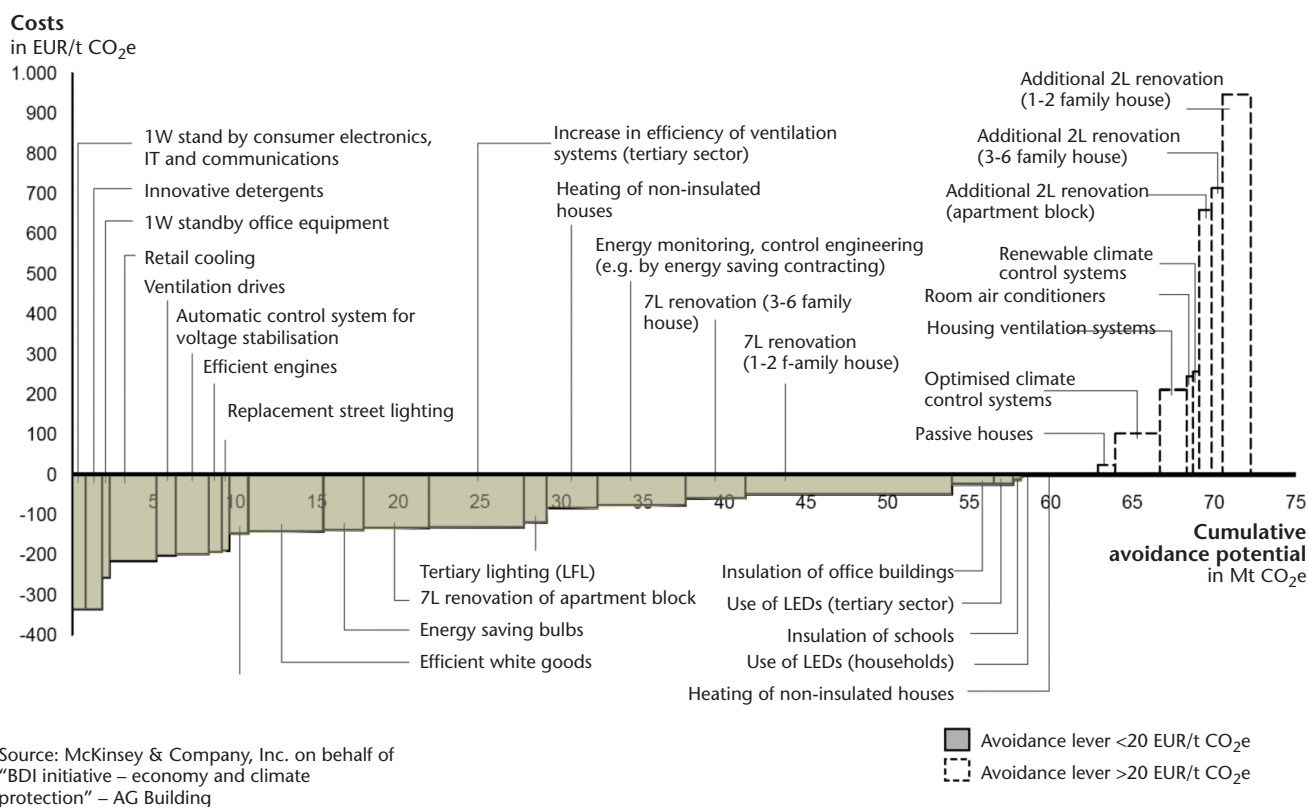 Costs
in EUR/t CO2e
1.000
900
800
700
600
500
400
300
200
100
0
-100
-200
-300
-400
1W stand by consumer electronics,
IT and communications
Innovative detergents
1W standby office equipment
Retail cooling
Ventilation drives
Automatic control system for
voltage stabilisation
Efficient engines
Replacement street lighting
Increase in efficiency of ventilation
systems (tertiary sector)
Heating of non-insulated
houses
Energy monitoring, control engineering
(e.g. by energy saving contracting)
7L renovation (3-6 family
house)
7L renovation
(1-2 f-amily house)
Additional 2L renovation
(1-2 family house)
Additional 2L renovation
(3-6 family house)
Additional 2L renovation
(apartment block)
Renewable climate
control systems
Room air conditioners
Housing ventilation systems
Optimised climate
control systems
Passive houses
5 10 15 20 25 30 35 40 45 50 55 60 65 70 75
Cumulative
avoidance potential
in Mt CO2e
Tertiary lighting (LFL)
7L renovation of apartment block
Energy saving bulbs
Efficient white goods
Insulation of office buildings
Use of LEDs (tertiary sector)
Insulation of schools
Use of LEDs (households)
Heating of non-insulated houses
Avoidance lever <20 EUR/t CO2e
Avoidance lever >20 EUR/t CO2e
Source: McKinsey & Company, Inc. on behalf of
"BDI initiative – economy and climate
protection" – AG Building